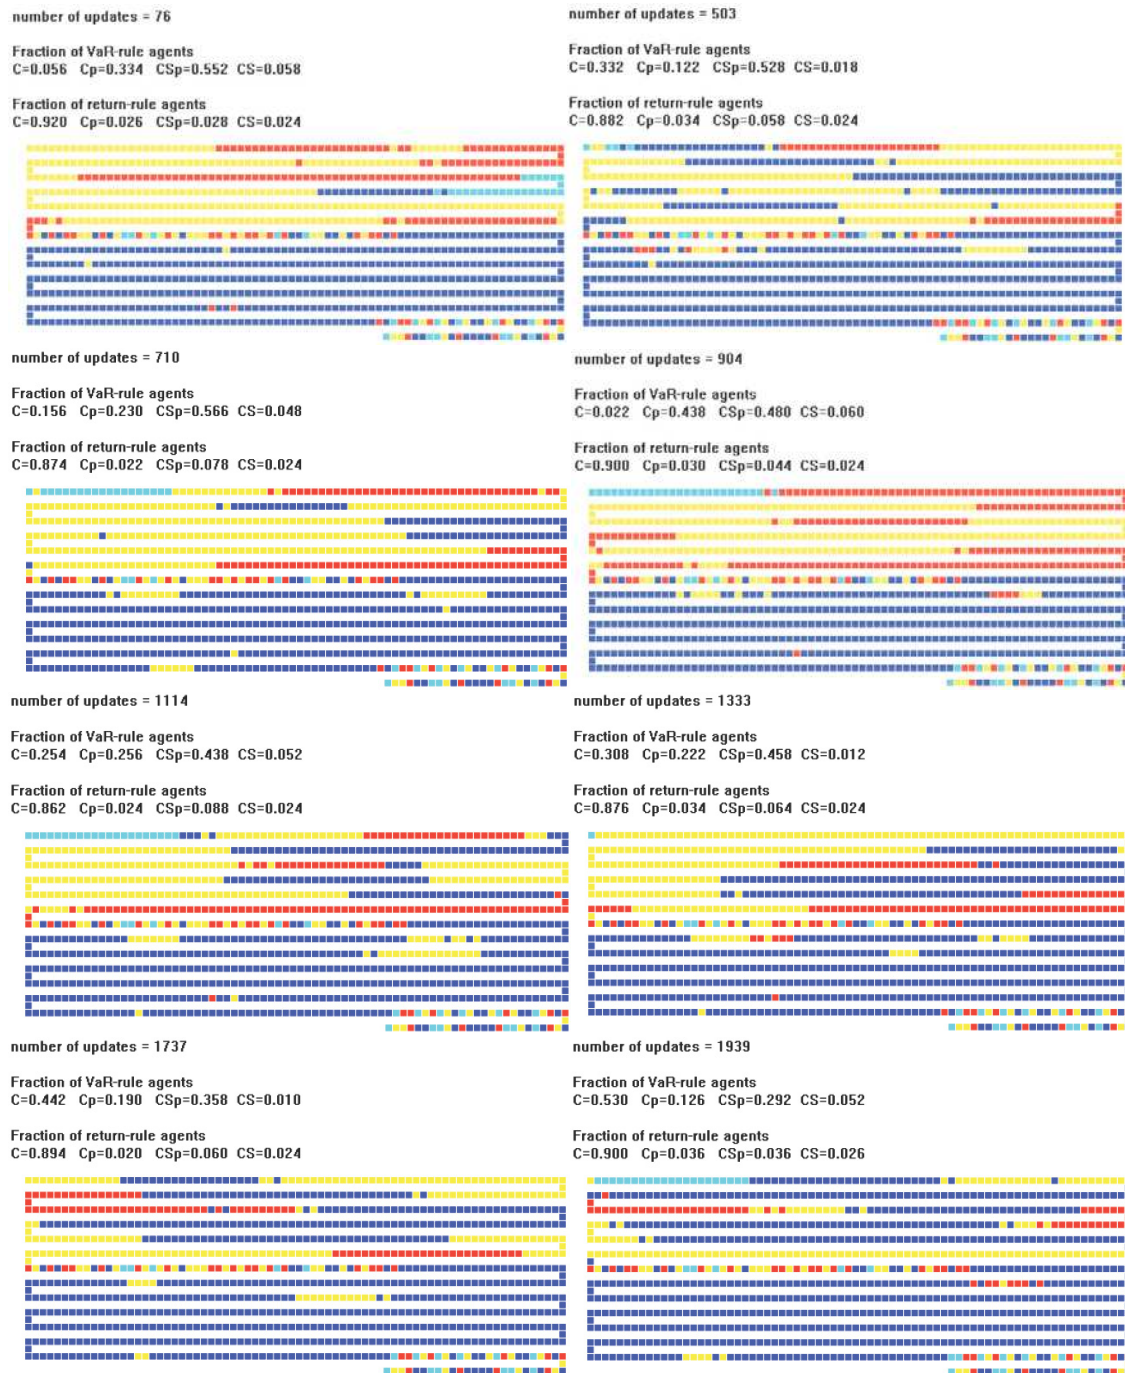 number of updates = 76
Fraction of VaR-rule agents
C=0.056 Cp=0.334 CSp=0.552 CS=0.058
Fraction of return-rule agents
C=0.920 Cp=0.026 CSp=0.028 CS=0.024
number of updates = 503
Fraction of VaR-rule agents
C=0.332 Cp=0.122 CSp=0.528 CS=0.018
Fraction of return-rule agents
C=0.882 Cp=0.034 CSp=0.058 CS=0.024
number of updates = 710
Fraction of VaR-rule agents
C=0.156 Cp=0.230 CSp=0.566 CS=0.048
Fraction of return-rule agents
C=0.874 Cp=0.022 CSp=0.078 CS=0.024
number of updates = 904
Fraction of VaR-rule agents
C=0.022 Cp=0.438 CSp=0.480 CS=0.060
Fraction of return-rule agents
C=0.900 Cp=0.030 CSp=0.044 CS=0.024
number of updates = 1114
Fraction of VaR-rule agents
C=0.254 Cp=0.256 CSp=0.438 CS=0.052
Fraction of return-rule agents
C=0.862 Cp=0.024 CSp=0.088 CS=0.024
number of updates = 1333
Fraction of VaR-rule agents
C=0.308 Cp=0.222 CSp=0.458 CS=0.012
Fraction of return-rule agents
C=0.876 Cp=0.034 CSp=0.064 CS=0.024
number of updates = 1737
Fraction of VaR-rule agents
C=0.442 Cp=0.190 CSp=0.358 CS=0.010
Fraction of return-rule agents
C=0.894 Cp=0.020 CSp=0.060 CS=0.024
number of updates = 1939
Fraction of VaR-rule agents
C=0.530 Cp=0.126 CSp=0.292 CS=0.052
Fraction of return-rule agents
C=0.900 Cp=0.036 CSp=0.036 CS=0.026